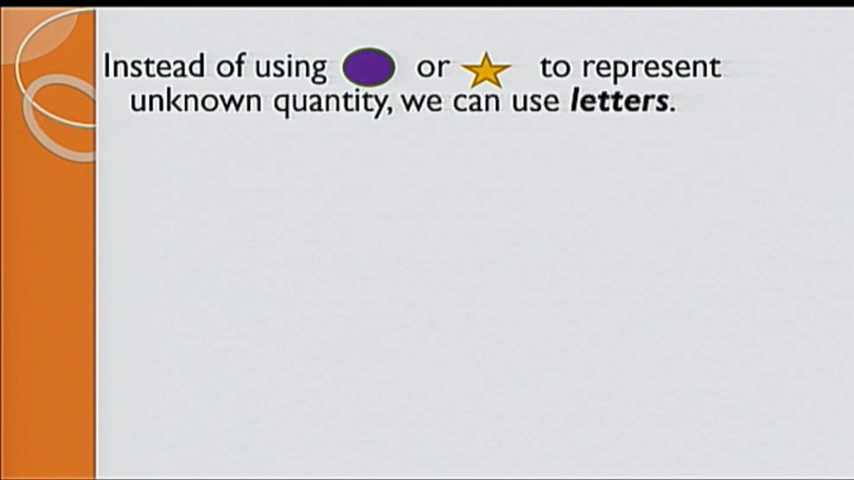 Instead of using or to represent
unknown quantity, we can use letters.